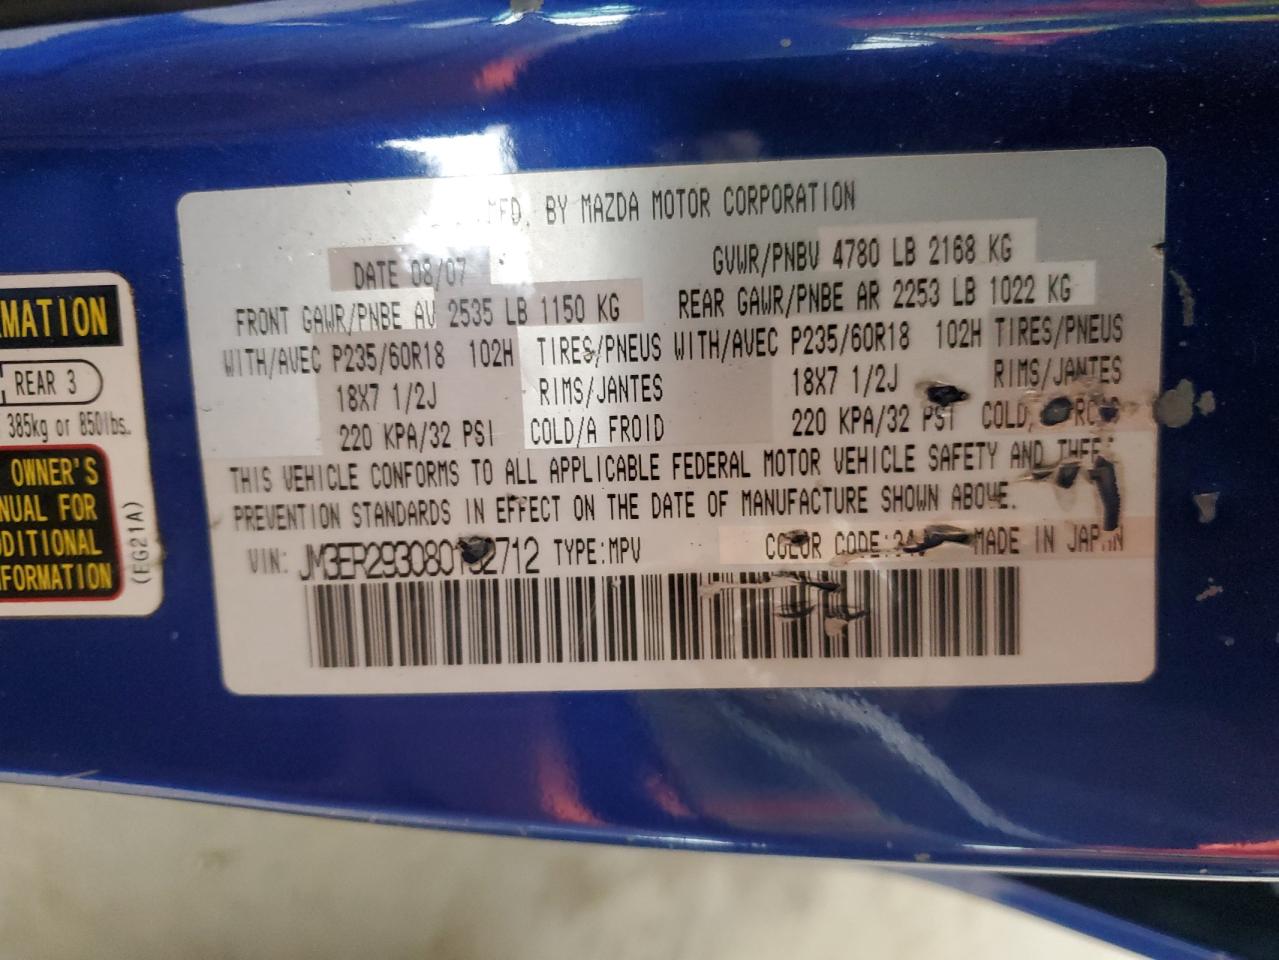 MFD. BY MAZDA MOTOR CORPORATION
DATE 08/07
GVWR/PNBV 4780 LB 2168 KG
FRONT GAWR/PNBE AV 2535 LB 1150 KG
REAR GAWR/PNBE AR 2253 LB 1022 KG
WITH/AVEC P235/60R18 102H TIRES/PNEUS
WITH/AVEC P235/60R18 102H TIRES/PNEUS
18X7 1/2J RIMS/JANTES
18X7 1/2J RIMS/JANTES
220 KPA/32 PSI COLD/A FROID
220 KPA/32 PSI COLD
THIS VEHICLE CONFORMS TO ALL APPLICABLE FEDERAL MOTOR VEHICLE SAFETY AND
PREVENTION STANDARDS IN EFFECT ON THE DATE OF MANUFACTURE SHOWN ABOVE.
VIN: TYPE:MPV COLOR CODE: MADE IN JAPAN
MATION
REAR 3
385kg or 850lbs.
OWNER'S
NUAL FOR
DDITIONAL
NFORMATION
(EG21A)